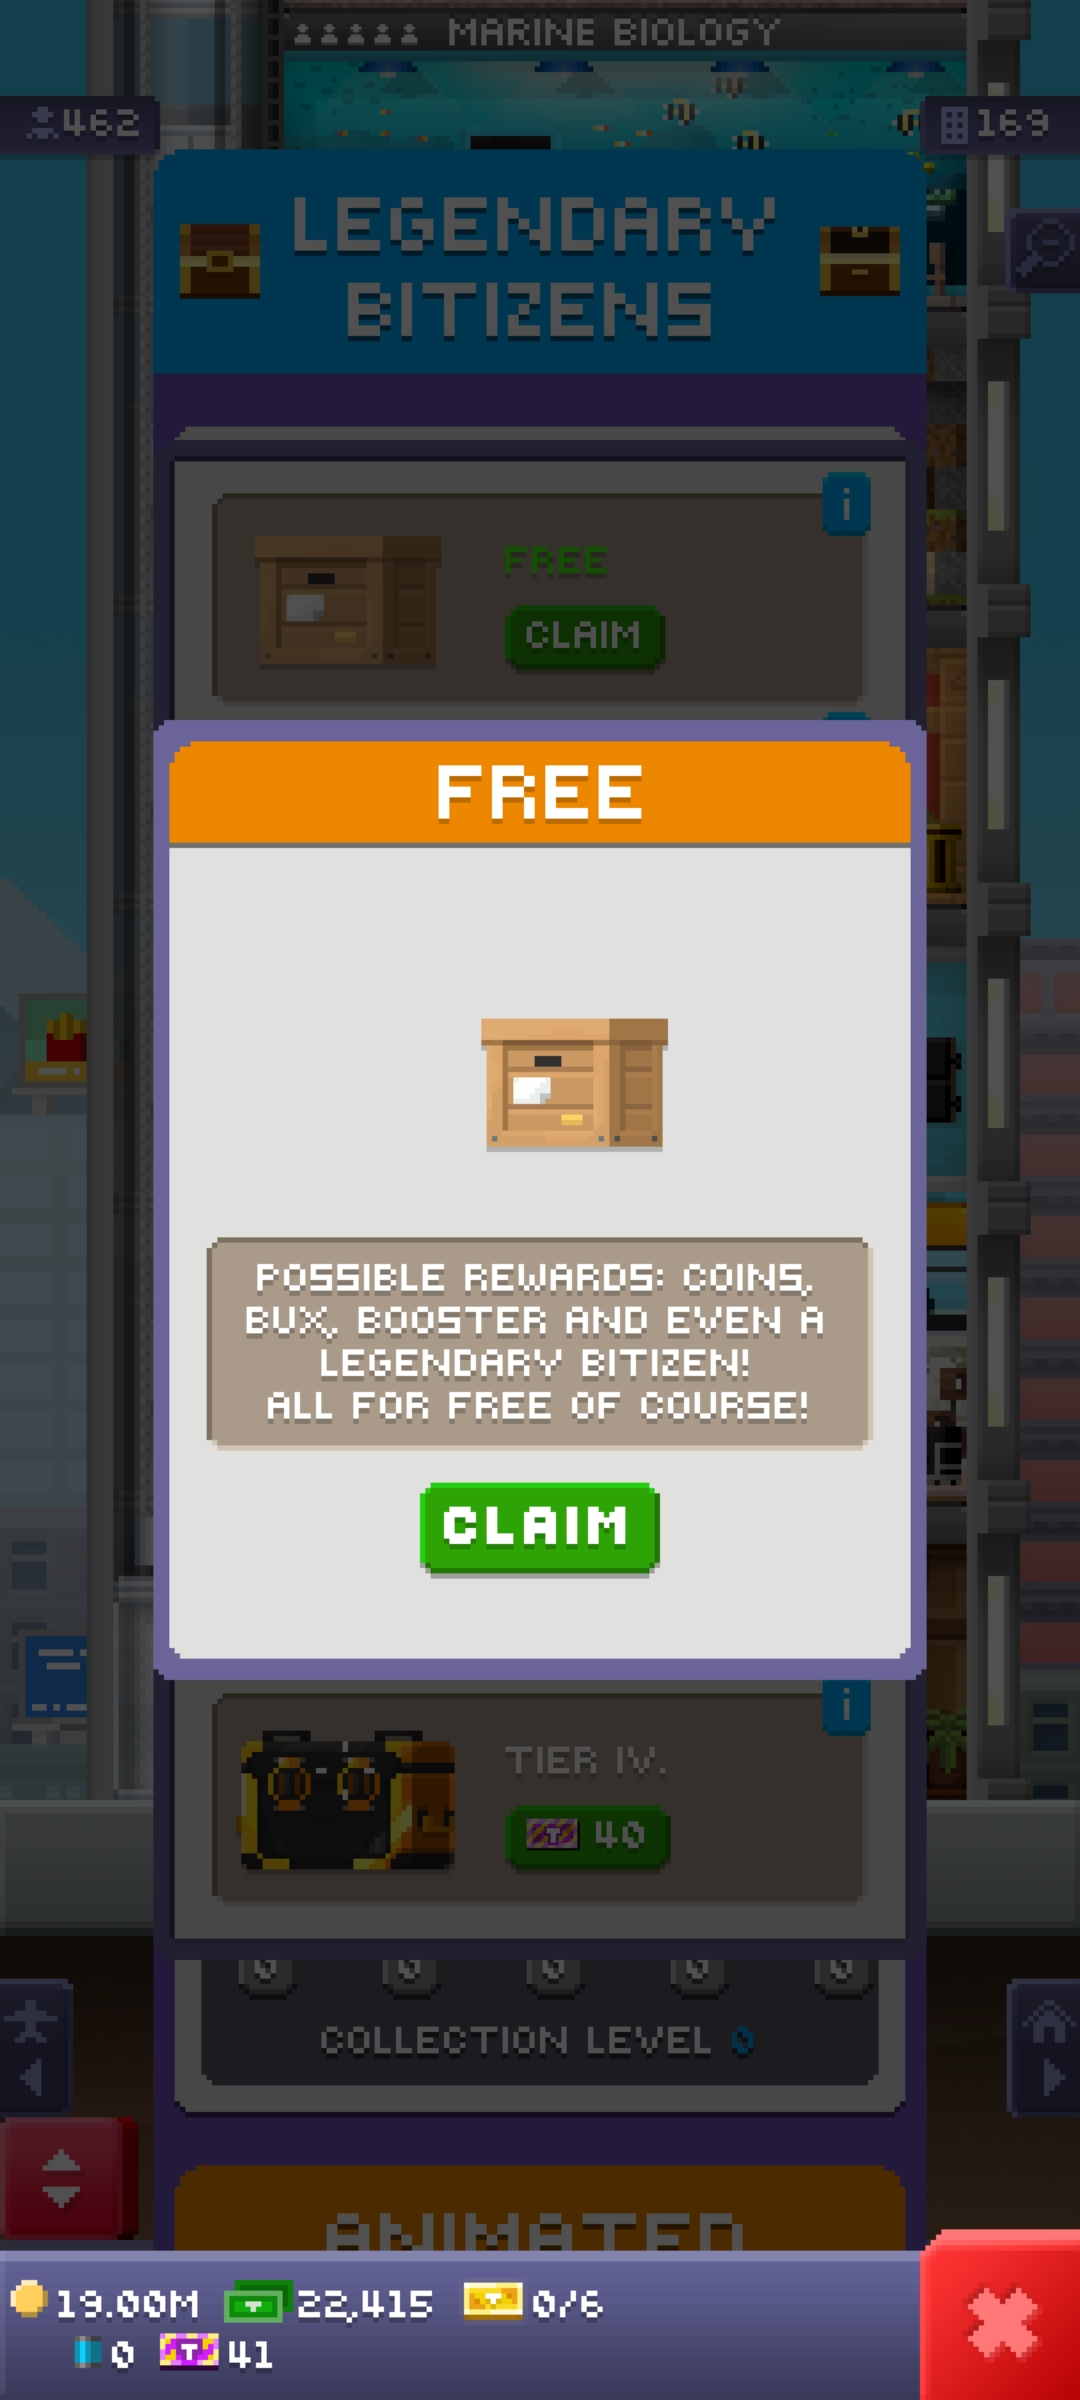 MARINE BIOLOGY
462
169
LEGENDARY
BITIZENS
i
FREE
CLAIM
FREE
POSSIBLE REWARDS: COINS,
BUX, BOOSTER AND EVEN A
LEGENDARY BITIZEN!
ALL FOR FREE OF COURSE!
CLAIM
i
TIER IV.
40
0 0 0 0 0
COLLECTION LEVEL 0
ANIMATED
19.00M 22,415 0/6
0 41